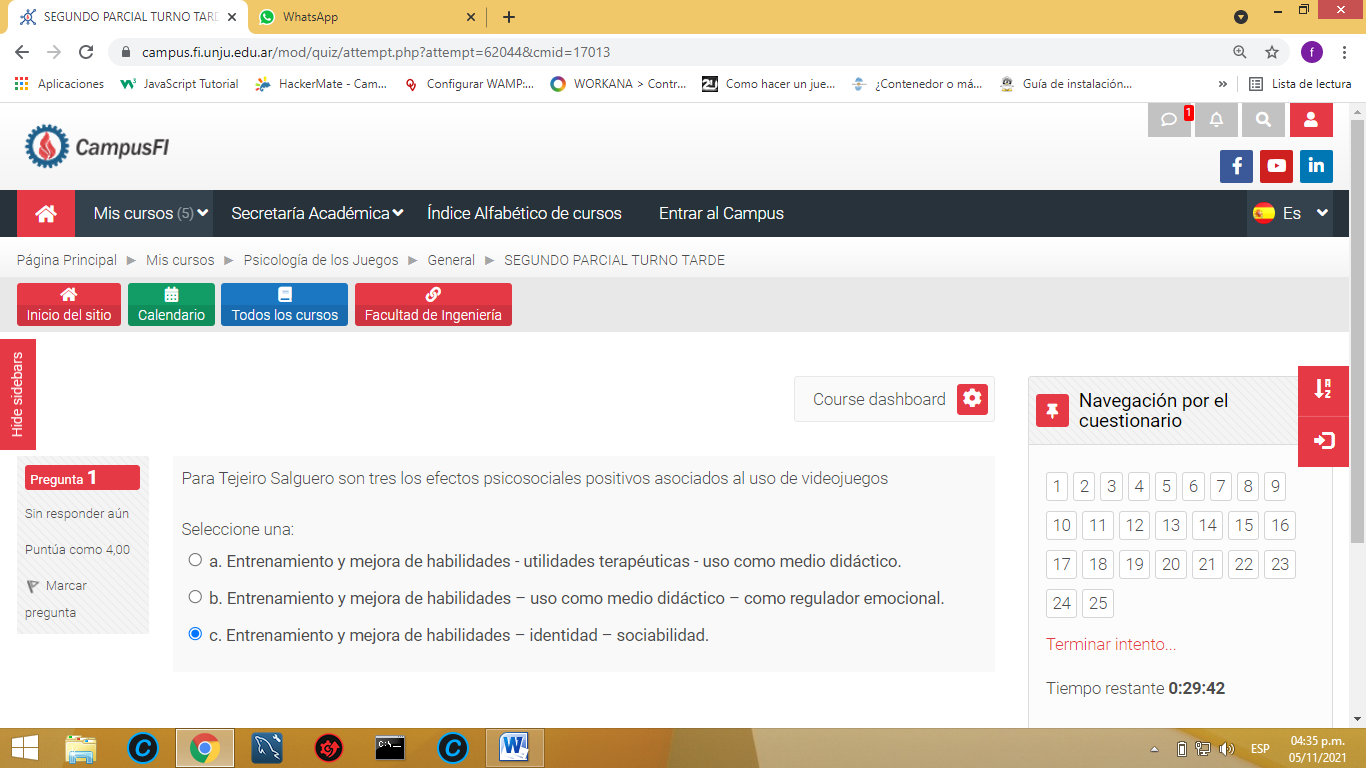 SEGUNDO PARCIAL TURNO TARD
WhatsApp
campus.fi.unju.edu.ar/mod/quiz/attempt.php?attempt=62044&cmid=17013
f
Aplicaciones
JavaScript Tutorial
HackerMate - Cam...
Configurar WAMP:...
WORKANA > Contr...
Como hacer un jue...
¿Contenedor o má...
Guía de instalación...
»
Lista de lectura
1
CampusFI
Mis cursos (5)
Secretaría Académica
Índice Alfabético de cursos
Entrar al Campus
Es
Página Principal ► Mis cursos ► Psicología de los Juegos ► General ► SEGUNDO PARCIAL TURNO TARDE
Inicio del sitio
Calendario
Todos los cursos
Facultad de Ingeniería
Hide sidebars
Course dashboard
Navegación por el
cuestionario
Pregunta 1
Sin responder aún
Puntúa como 4,00
Marcar
pregunta
Para Tejeiro Salguero son tres los efectos psicosociales positivos asociados al uso de videojuegos
Seleccione una:
a. Entrenamiento y mejora de habilidades - utilidades terapéuticas - uso como medio didáctico.
b. Entrenamiento y mejora de habilidades – uso como medio didáctico – como regulador emocional.
c. Entrenamiento y mejora de habilidades – identidad – sociabilidad.
1 2 3 4 5 6 7 8 9
10 11 12 13 14 15 16
17 18 19 20 21 22 23
24 25
Terminar intento...
Tiempo restante 0:29:42
ESP
04:35 p.m.
05/11/2021